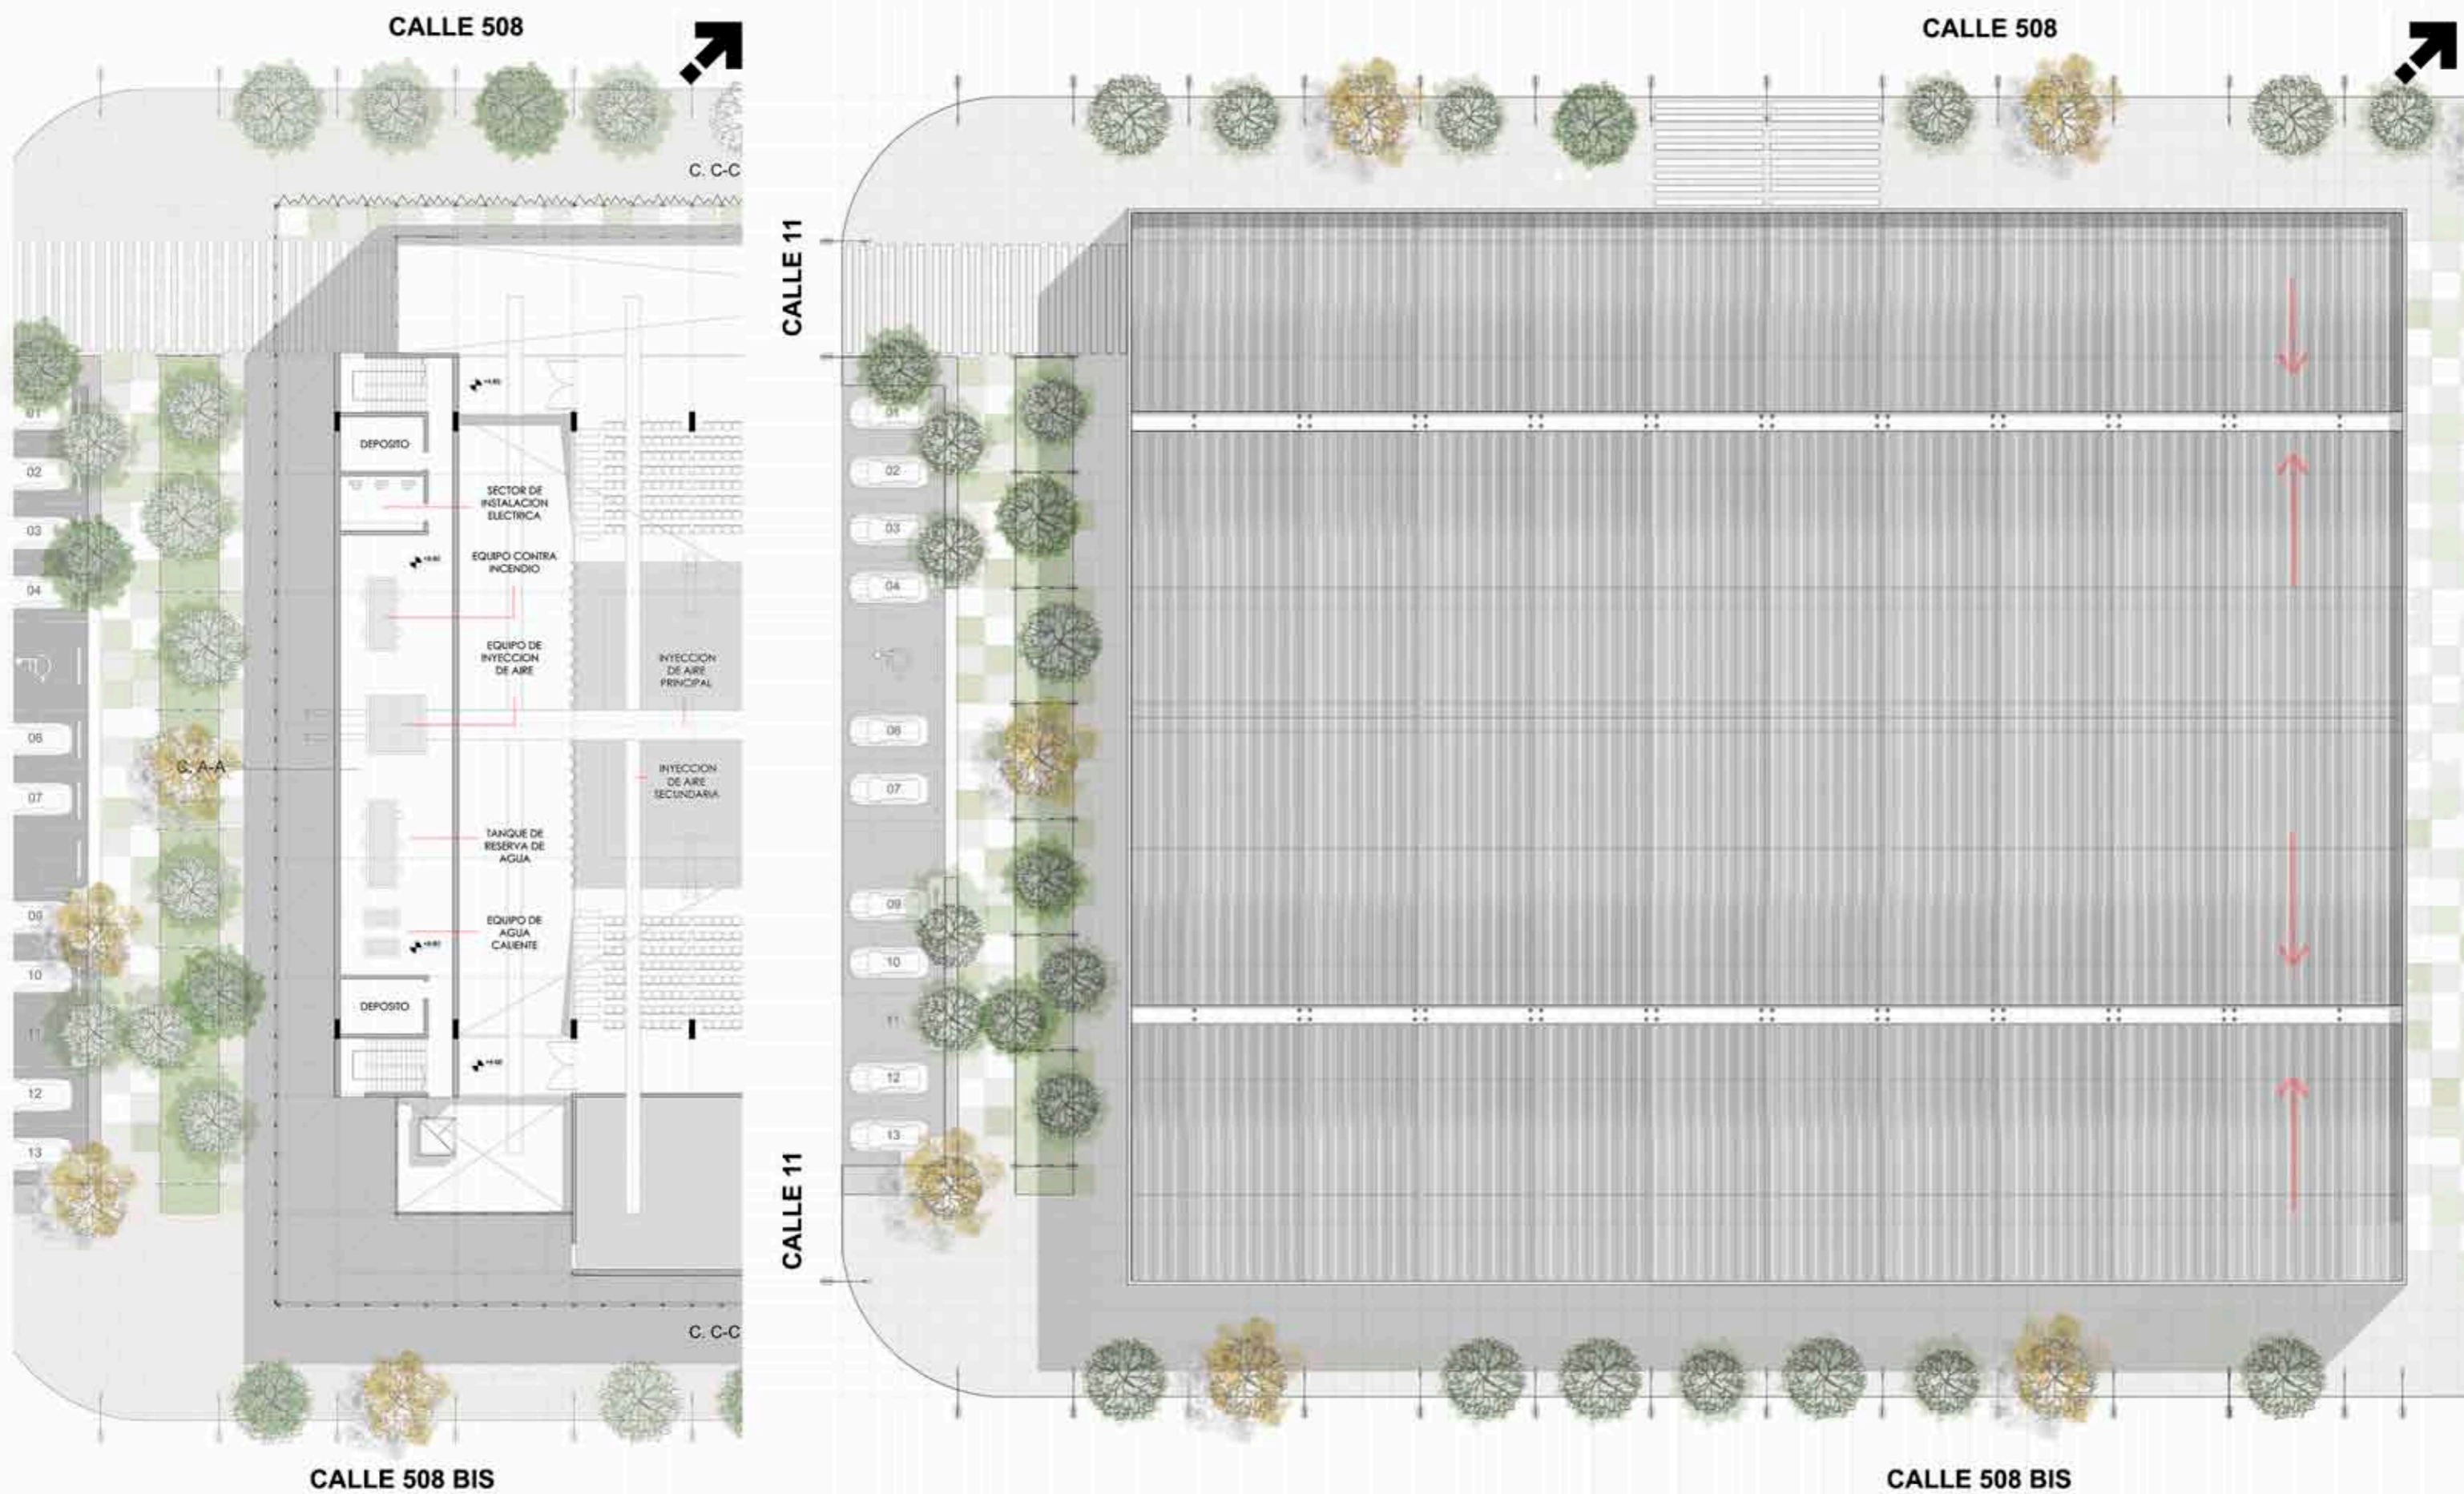 CALLE 508
C. C-C
01
02
03
04
06
07
09
10
11
12
13
DEPOSITO
SECTOR DE
INSTALACION
ELECTRICA
EQUIPO CONTRA
INCENDIO
EQUIPO DE
INYECCION
DE AIRE
INYECCION
DE AIRE
PRINCIPAL
C. A-A
INYECCION
DE AIRE
SECUNDARIA
TANQUE DE
RESERVA DE
AGUA
EQUIPO DE
AGUA
CALIENTE
DEPOSITO
C. C-C
CALLE 508 BIS
CALLE 508
CALLE 11
01
02
03
04
06
07
09
10
11
12
13
CALLE 11
CALLE 508 BIS